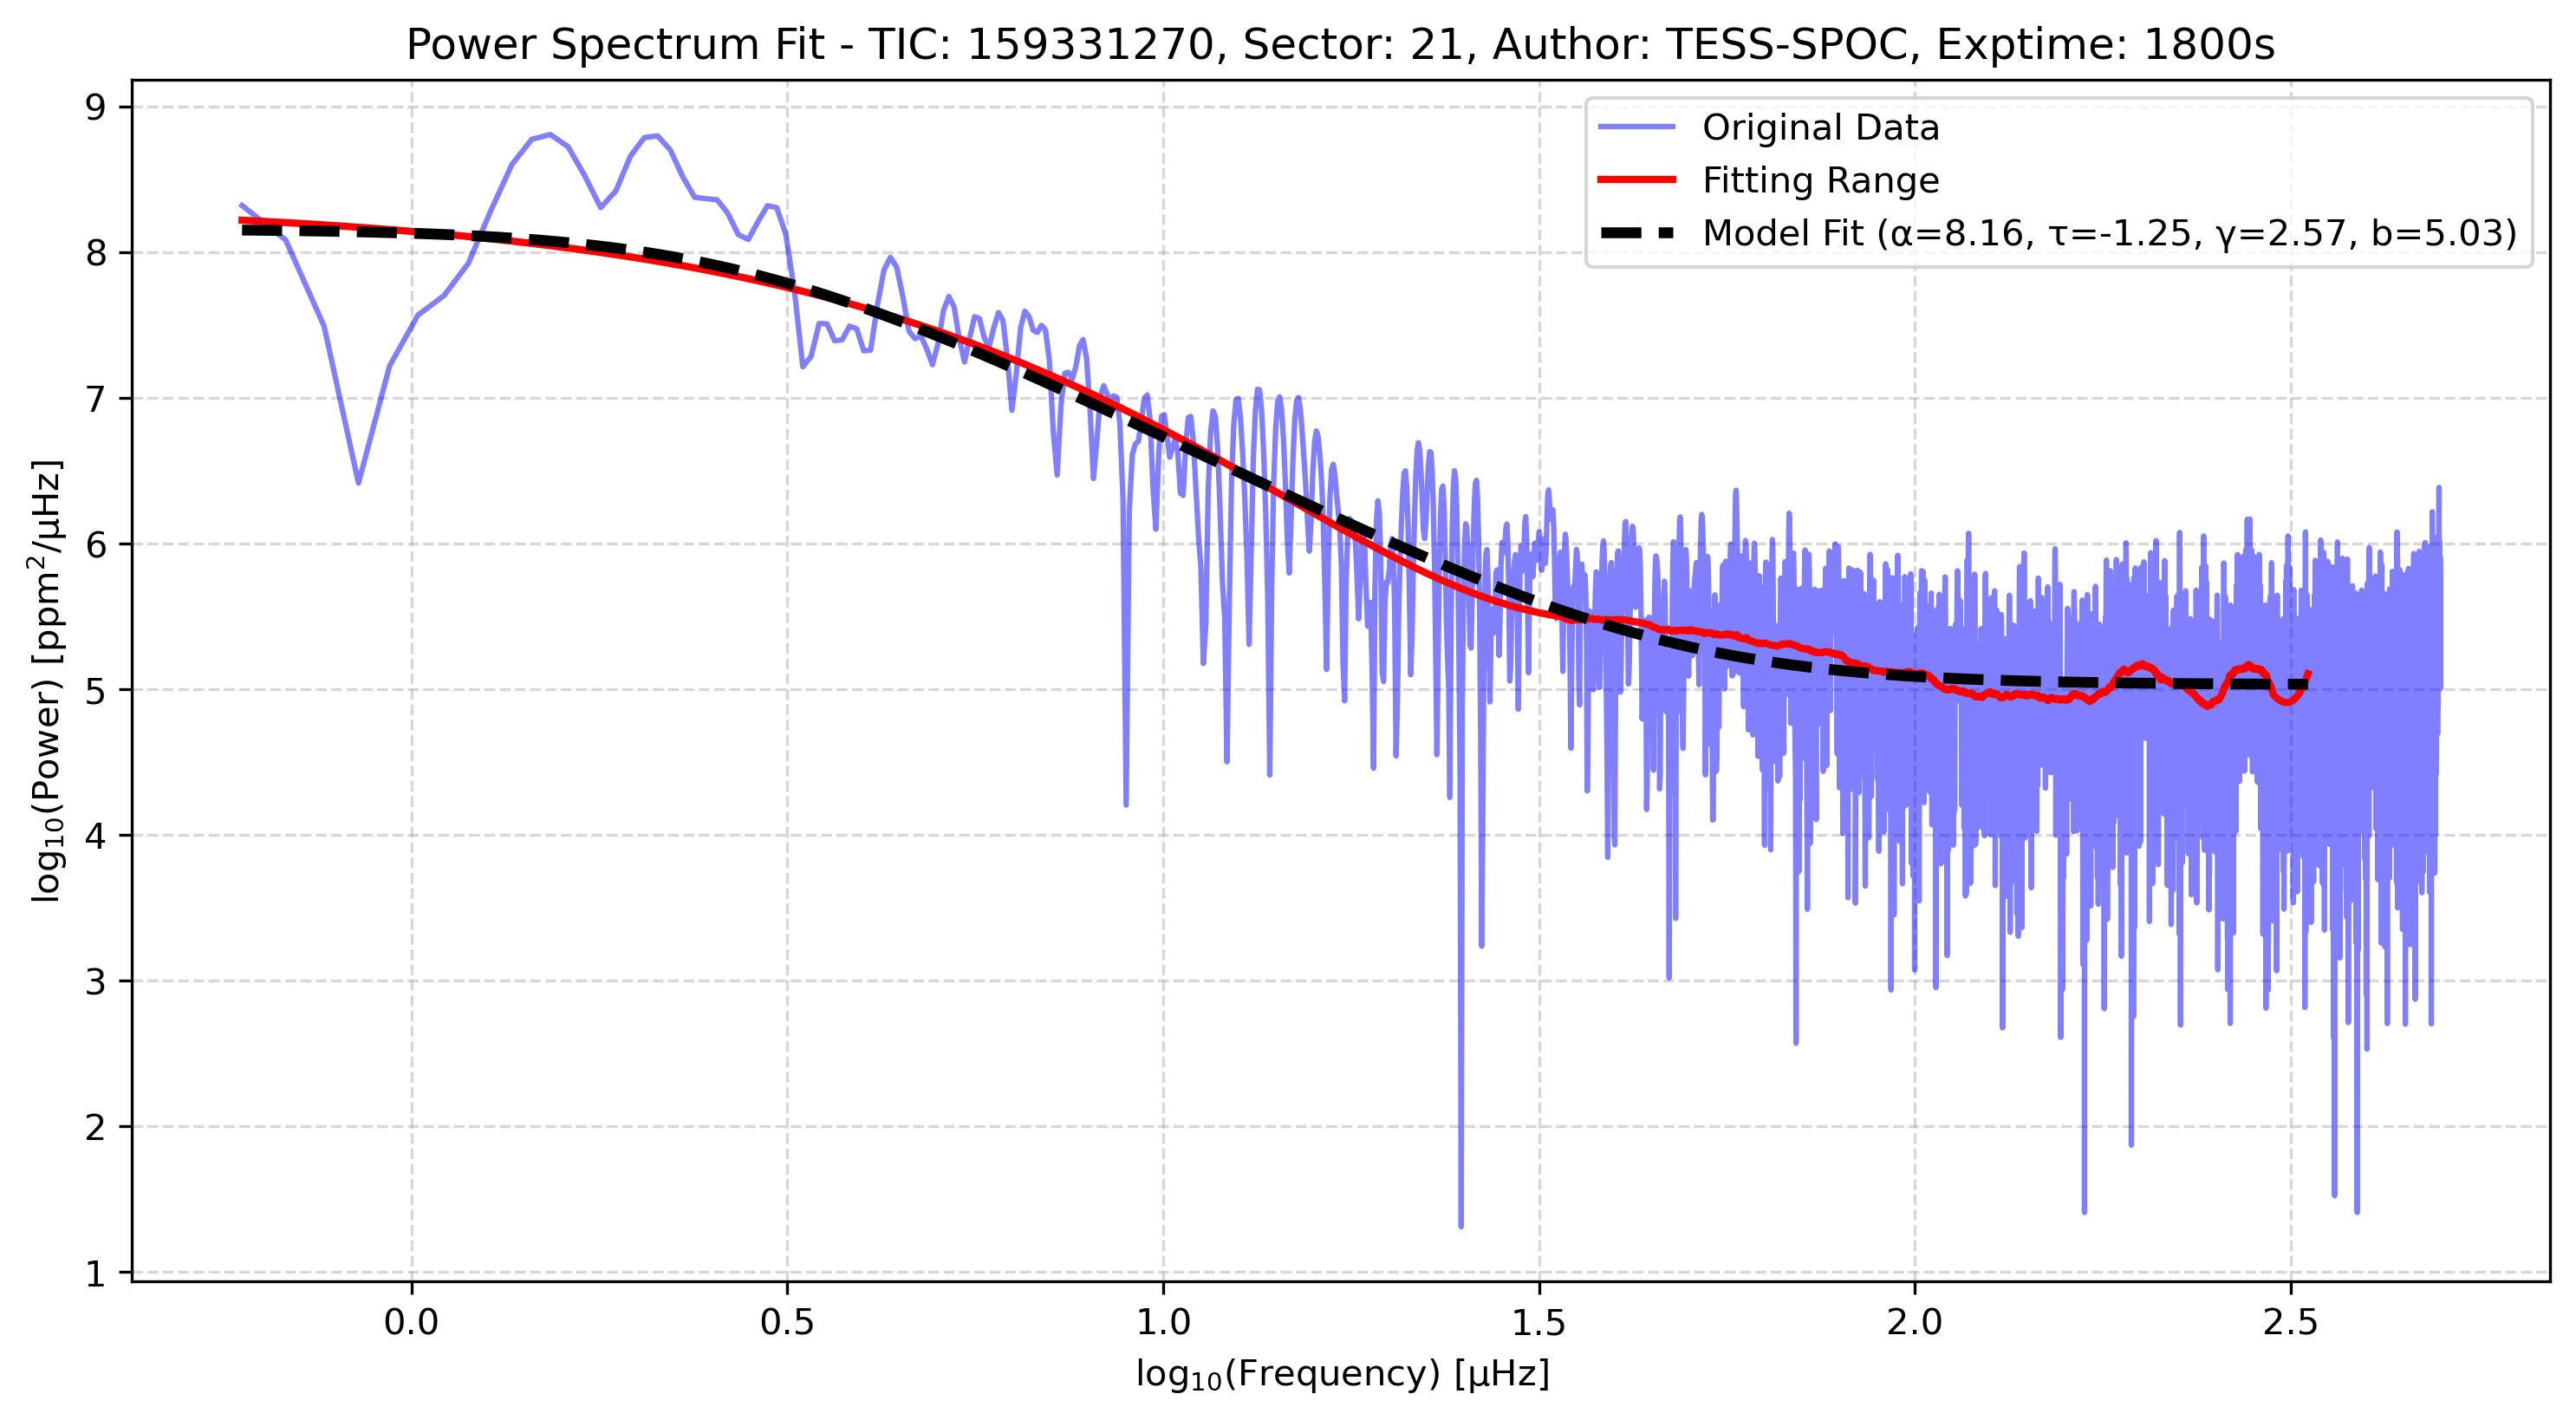 Power Spectrum Fit - TIC: 159331270, Sector: 21, Author: TESS-SPOC, Exptime: 1800s
Original Data
Fitting Range
Model Fit (α=8.16, τ=-1.25, γ=2.57, b=5.03)
log₁₀(Power) [ppm²/μHz]
9
8
7
6
5
4
3
2
1
0.0 0.5 1.0 1.5 2.0 2.5
log₁₀(Frequency) [μHz]